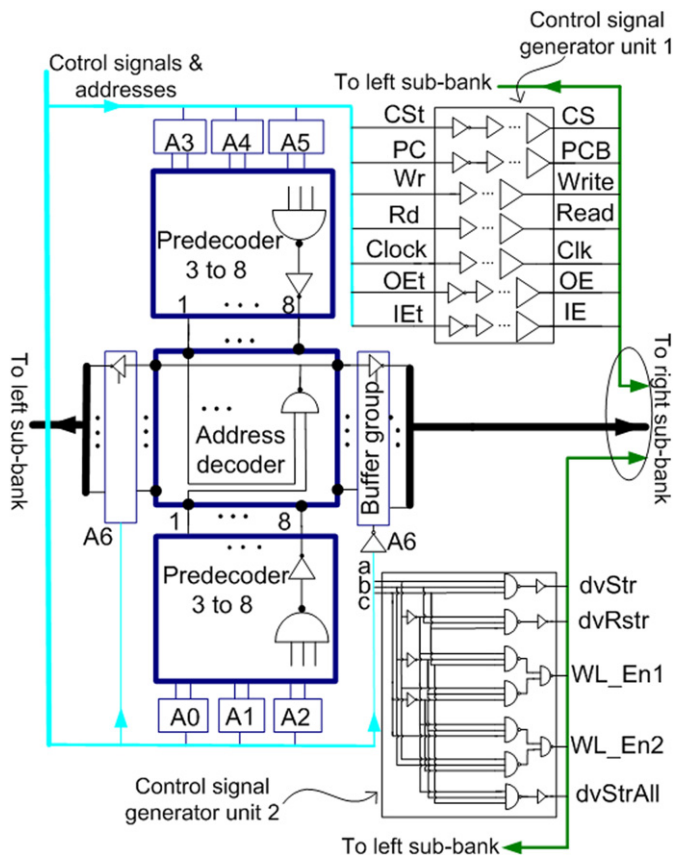 Control signal
generator unit 1
Cotrol signals &
addresses
To left sub-bank
A3 A4 A5
CSt CS
PC PCB
Wr Write
Rd Read
Clock Clk
OEt OE
IEt IE
Predecoder
3 to 8
1 ... 8
...
To left sub-bank
...
Address
decoder
Buffer group
To right sub-bank
1 ... 8
...
A6
A6
Predecoder
3 to 8
a
b
c
dvStr
dvRstr
WL_En1
WL_En2
dvStrAll
A0 A1 A2
Control signal
generator unit 2
To left sub-bank